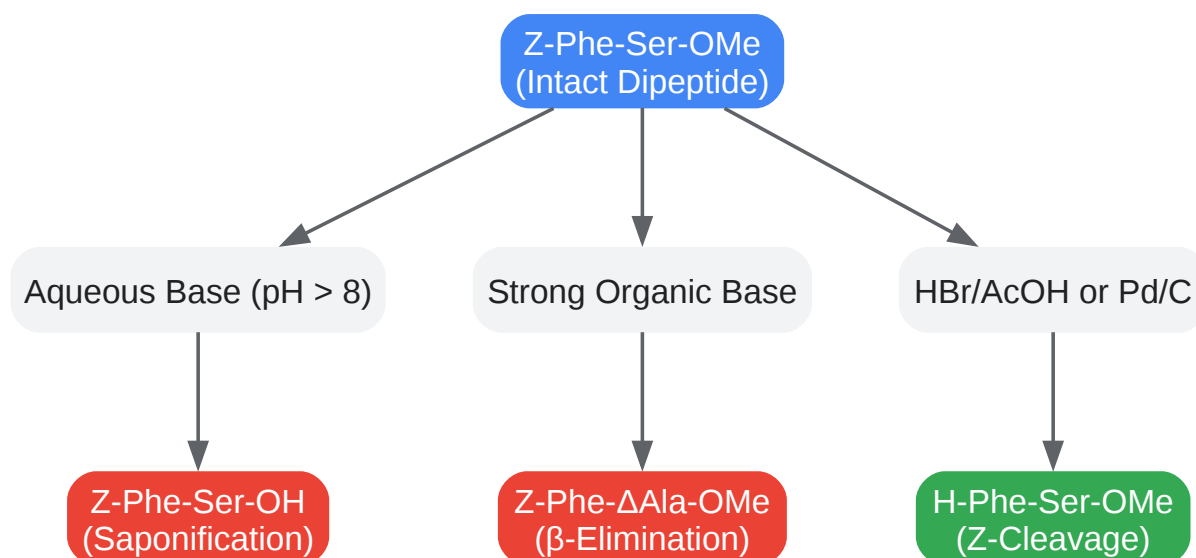 Z-Phe-Ser-OMe
(Intact Dipeptide)
Aqueous Base (pH > 8)
Strong Organic Base
HBr/AcOH or Pd/C
Z-Phe-Ser-OH
(Saponification)
Z-Phe-ΔAla-OMe
(β-Elimination)
H-Phe-Ser-OMe
(Z-Cleavage)